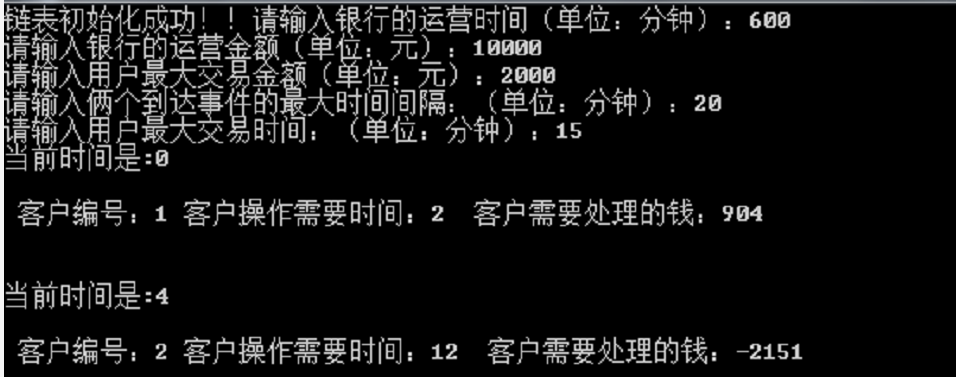 链表初始化成功！！请输入银行的运营时间（单位：分钟）：600
请输入银行的运营金额（单位：元）：10000
请输入用户最大交易金额（单位：元）：2000
请输入俩个到达事件的最大时间间隔：（单位：分钟）：20
请输入用户最大交易时间：（单位：分钟）：15
当前时间是:0
客户编号：1 客户操作需要时间：2  客户需要处理的钱：904
当前时间是:4
客户编号：2 客户操作需要时间：12  客户需要处理的钱：-2151